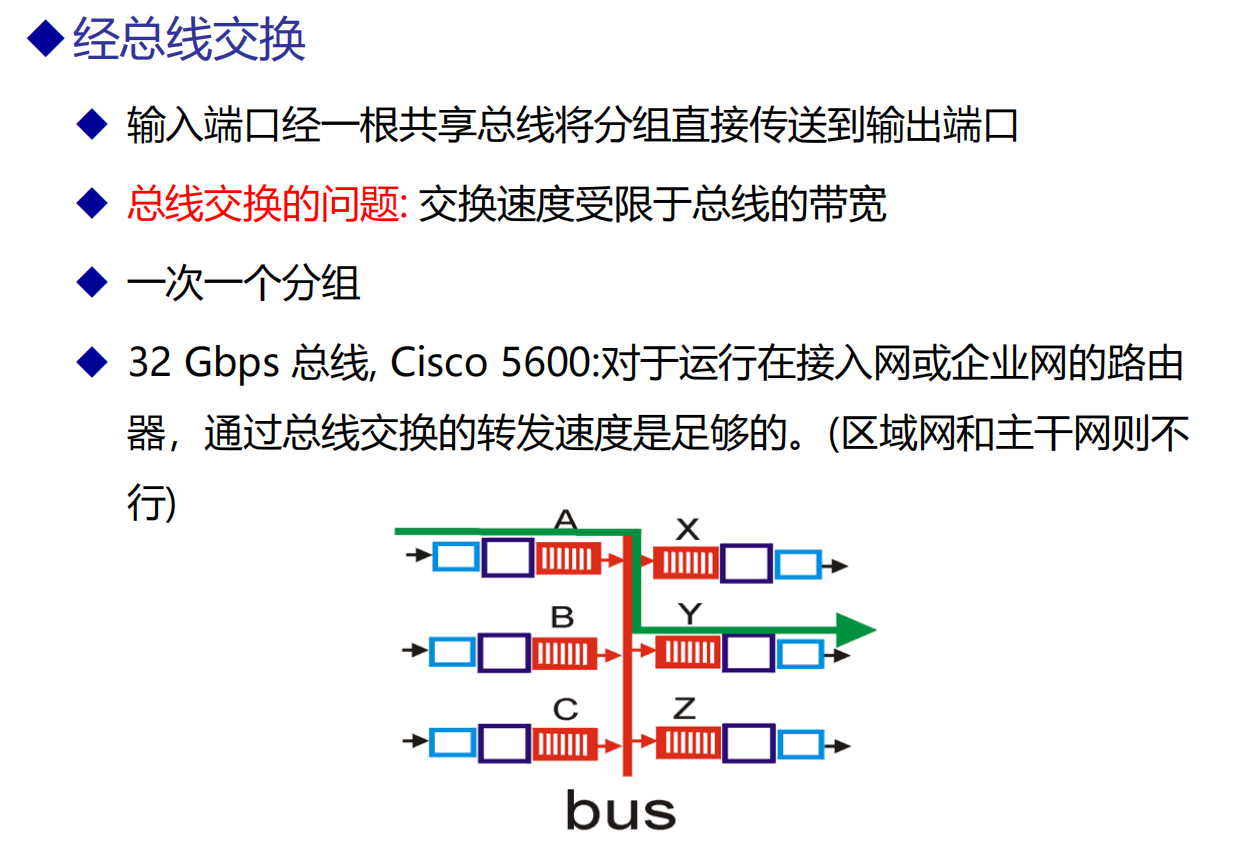 经总线交换
输入端口经一根共享总线将分组直接传送到输出端口
总线交换的问题: 交换速度受限于总线的带宽
一次一个分组
32 Gbps 总线, Cisco 5600:对于运行在接入网或企业网的路由
器，通过总线交换的转发速度是足够的。(区域网和主干网则不
行)
A
X
B
Y
C
Z
bus